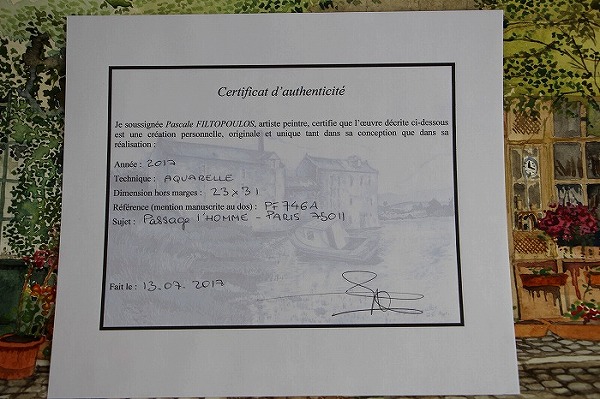 Certificat d'authenticité
Je soussignée Pascale FILTOPOULOS, artiste peintre, certifie que l'œuvre décrite ci-dessous
est une création personnelle, originale et unique tant dans sa conception que dans sa
réalisation :
Année : 2017
Technique : AQUARELLE
Dimension hors marges : 23 x 31
Référence (mention manuscrite au dos) : PF746A
Sujet : Passage l'HOMME - PARIS 75011
Fait le : 13.07.2017